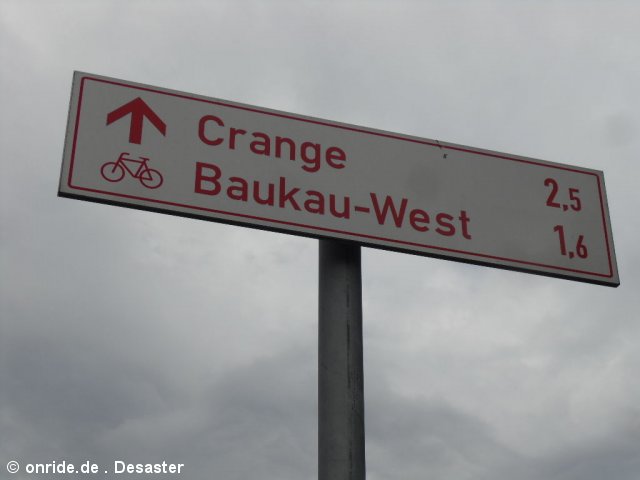 Crange 2,5
Baukau-West 1,6
© onride.de . Desaster